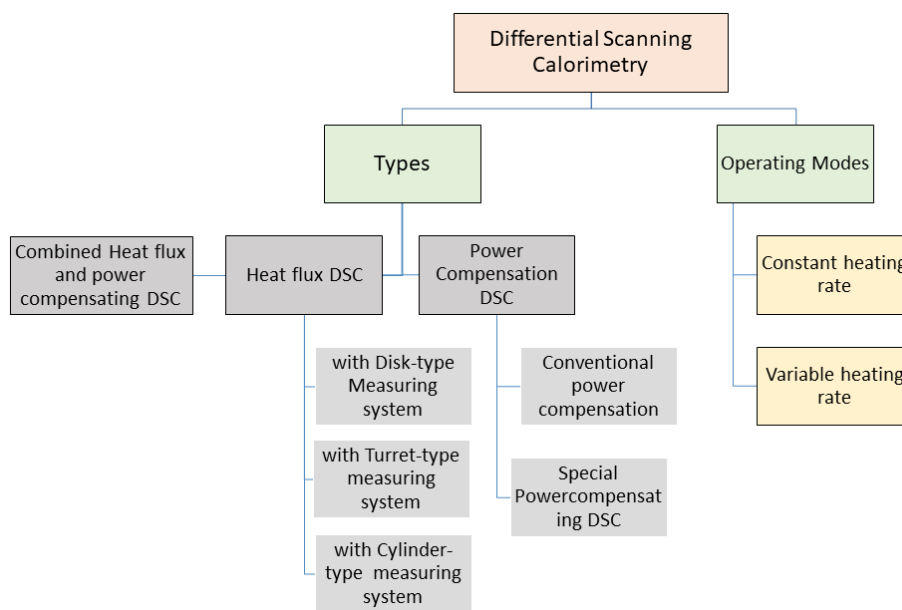 Differential Scanning
Calorimetry
Types
Operating Modes
Combined Heat flux
and power
compensating DSC
Heat flux DSC
Power
Compensation
DSC
Constant heating
rate
with Disk-type
Measuring
system
Conventional
power
compensation
Variable heating
rate
with Turret-type
measuring
system
Special
Powercompensat
ing DSC
with Cylinder-
type measuring
system